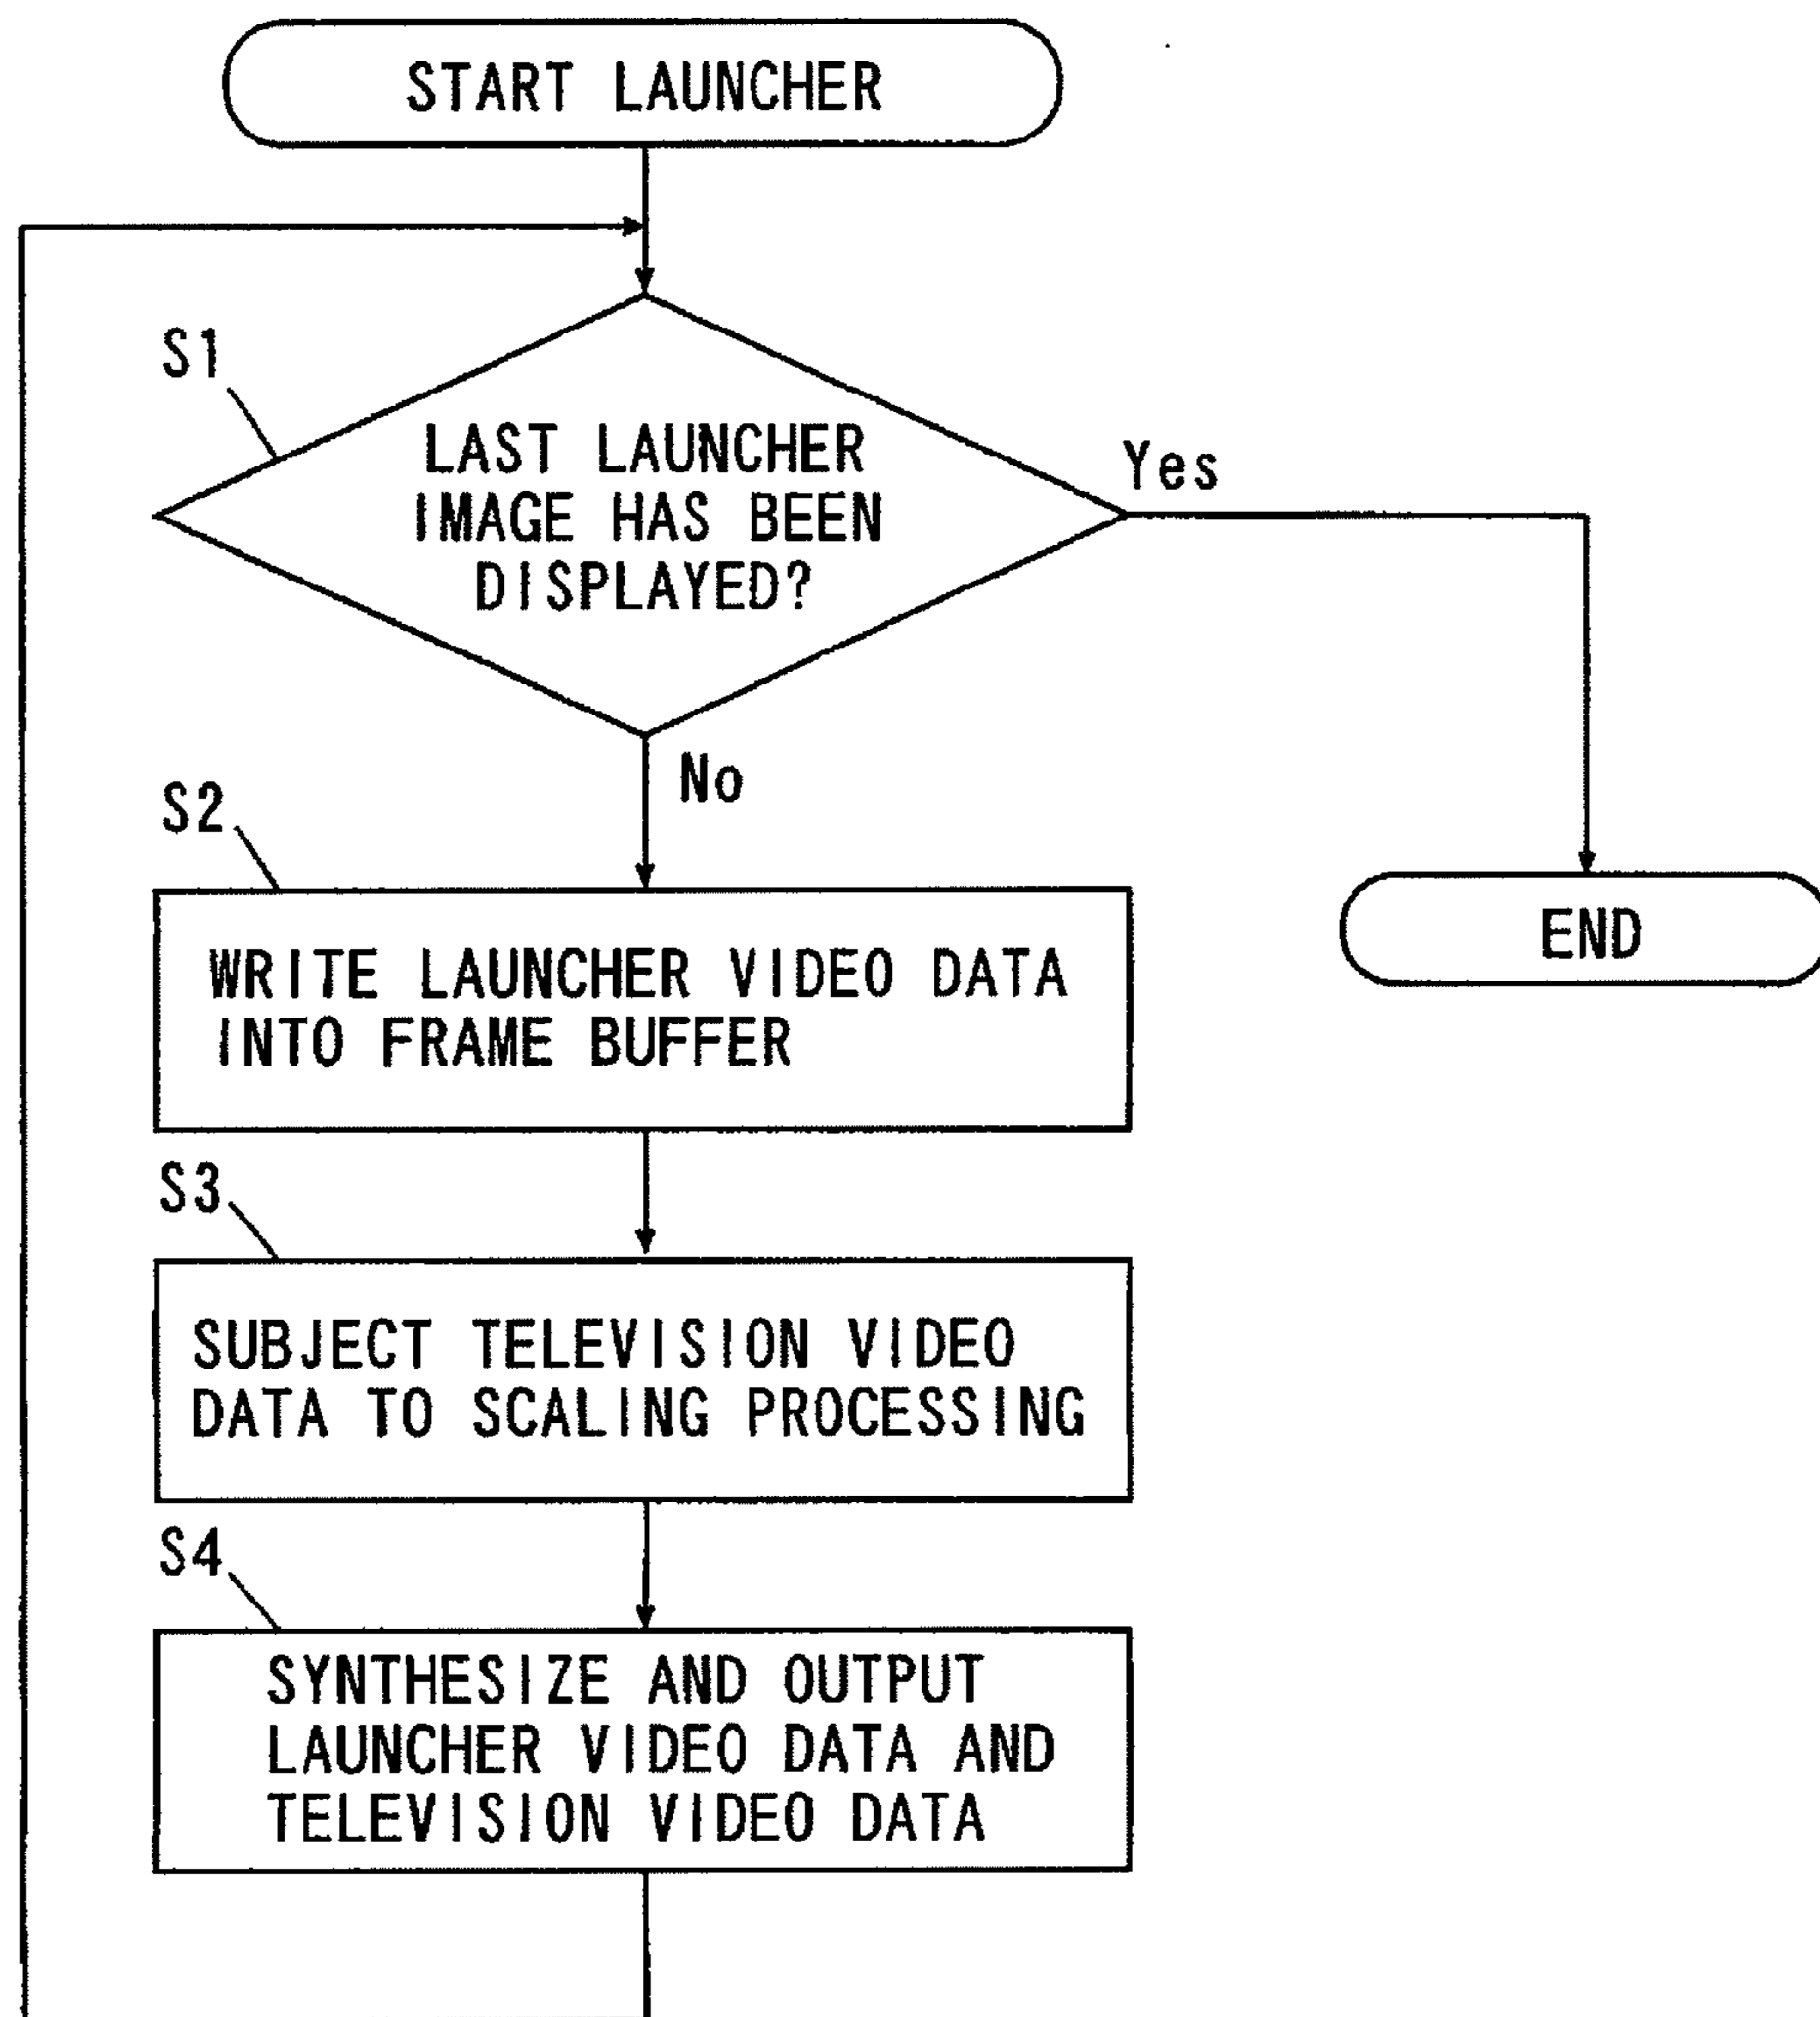 START LAUNCHER
S1
LAST LAUNCHER
IMAGE HAS BEEN
DISPLAYED?
Yes
No
S2
WRITE LAUNCHER VIDEO DATA
INTO FRAME BUFFER
END
S3
SUBJECT TELEVISION VIDEO
DATA TO SCALING PROCESSING
S4
SYNTHESIZE AND OUTPUT
LAUNCHER VIDEO DATA AND
TELEVISION VIDEO DATA